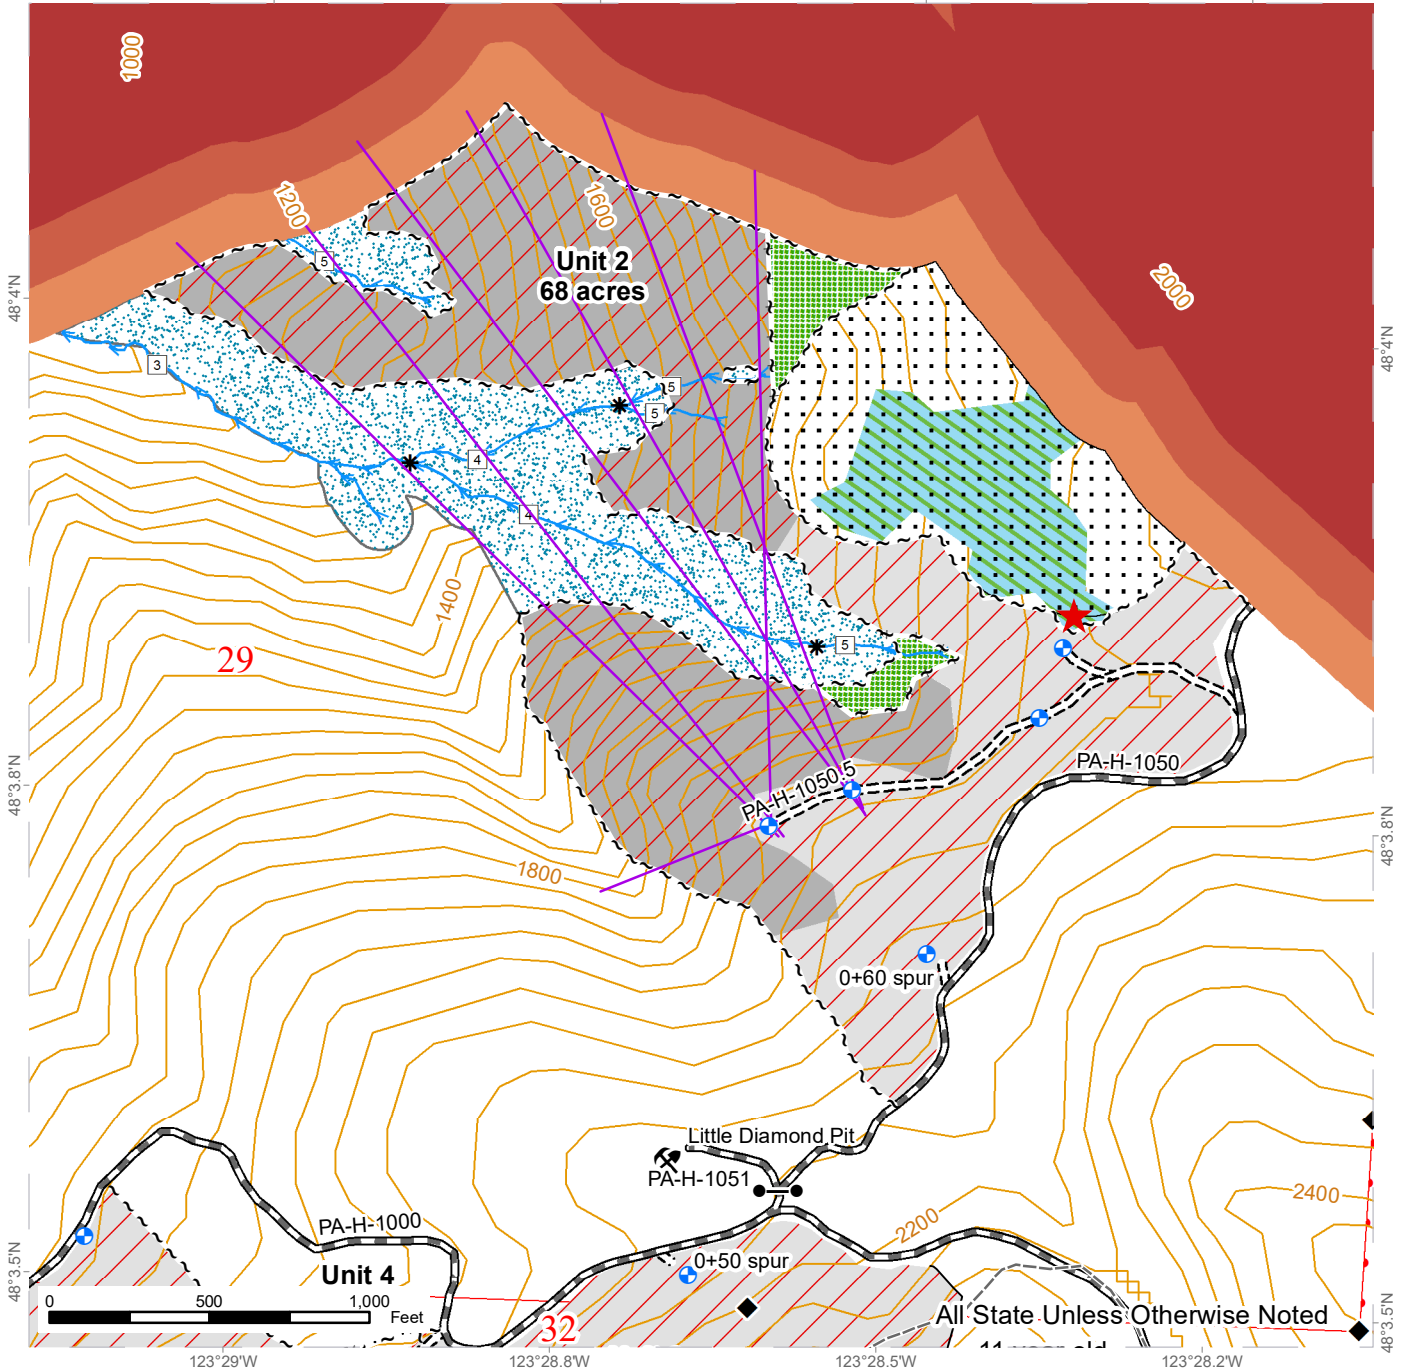 1000
1200
1600
Unit 2
68 acres
2000
48°4'N
48°4'N
5
3
5
5
4
4
5
1400
29
PA-H-1050.5
PA-H-1050
48°3.8'N
48°3.8'N
1800
0+60 spur
Little Diamond Pit
PA-H-1051
2400
2200
PA-H-1000
0+50 spur
Unit 4
48°3.5'N
48°3.5'N
0 500 1,000
Feet
32
All State Unless Otherwise Noted
11 year old
123°29'W 123°28.8'W 123°28.5'W 123°28.2'W